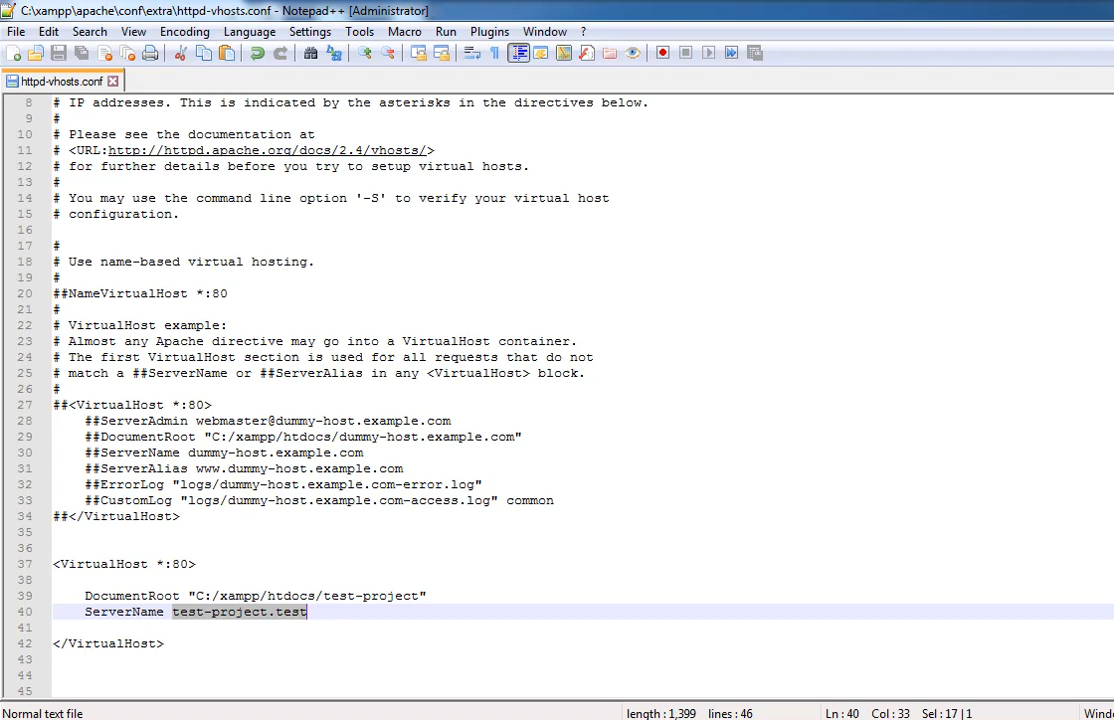 C:\xampp\apache\conf\extra\httpd-vhosts.conf - Notepad++ [Administrator]
File Edit Search View Encoding Language Settings Tools Macro Run Plugins Window ?
httpd-vhosts.conf
8 # IP addresses. This is indicated by the asterisks in the directives below.
9 #
10 # Please see the documentation at
11 # <URL:http://httpd.apache.org/docs/2.4/vhosts/>
12 # for further details before you try to setup virtual hosts.
13 #
14 # You may use the command line option '-S' to verify your virtual host
15 # configuration.
16
17 #
18 # Use name-based virtual hosting.
19 #
20 ##NameVirtualHost *:80
21 #
22 # VirtualHost example:
23 # Almost any Apache directive may go into a VirtualHost container.
24 # The first VirtualHost section is used for all requests that do not
25 # match a ##ServerName or ##ServerAlias in any <VirtualHost> block.
26 #
27 ##<VirtualHost *:80>
28 ##ServerAdmin webmaster@dummy-host.example.com
29 ##DocumentRoot "C:/xampp/htdocs/dummy-host.example.com"
30 ##ServerName dummy-host.example.com
31 ##ServerAlias www.dummy-host.example.com
32 ##ErrorLog "logs/dummy-host.example.com-error.log"
33 ##CustomLog "logs/dummy-host.example.com-access.log" common
34 ##</VirtualHost>
35
36
37 <VirtualHost *:80>
38
39 DocumentRoot "C:/xampp/htdocs/test-project"
40 ServerName test-project.test
41
42 </VirtualHost>
43
44
45
Normal text file length : 1,399 lines : 46 Ln : 40 Col : 33 Sel : 17 | 1 Windo